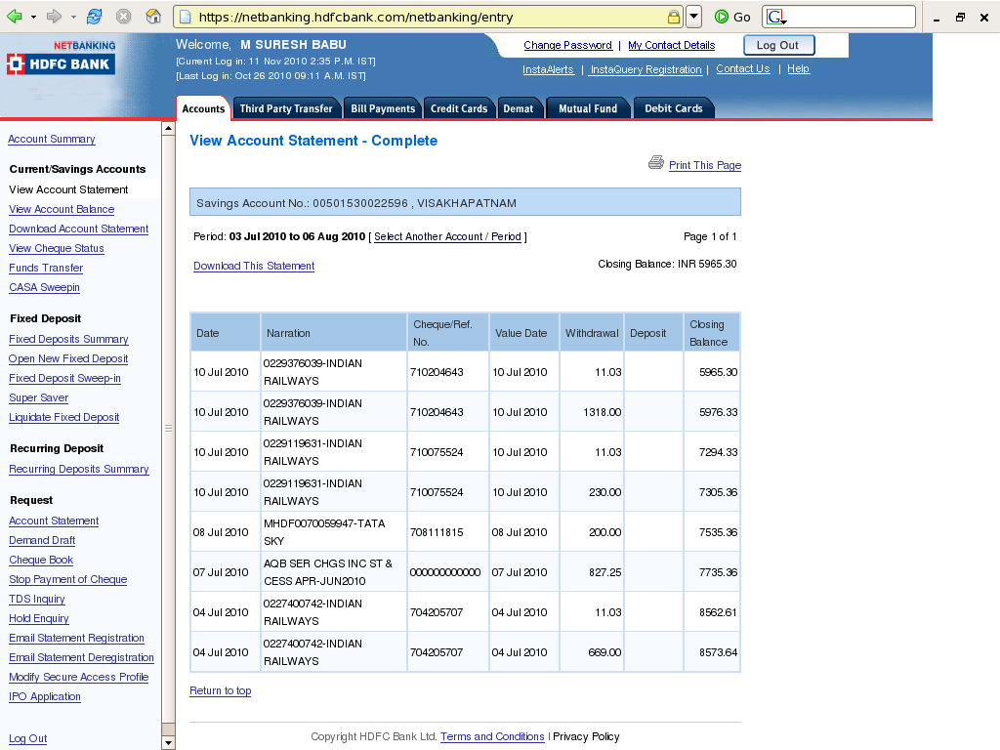 https://netbanking.hdfcbank.com/netbanking/entry
Go
G
NETBANKING
HDFC BANK
Welcome, M SURESH BABU
[Current Log in: 11 Nov 2010 2:35 P.M. IST]
[Last Log in: Oct 26 2010 09:11 A.M. IST]
Change Password | My Contact Details
Log Out
InstaAlerts | InstaQuery Registration | Contact Us | Help
Accounts Third Party Transfer Bill Payments Credit Cards Demat Mutual Fund Debit Cards
Account Summary
Current/Savings Accounts
View Account Statement
View Account Balance
Download Account Statement
View Cheque Status
Funds Transfer
CASA Sweepin
Fixed Deposit
Fixed Deposits Summary
Open New Fixed Deposit
Fixed Deposit Sweep-in
Super Saver
Liquidate Fixed Deposit
Recurring Deposit
Recurring Deposits Summary
Request
Account Statement
Demand Draft
Cheque Book
Stop Payment of Cheque
TDS Inquiry
Hold Enquiry
Email Statement Registration
Email Statement Deregistration
Modify Secure Access Profile
IPO Application
Log Out
View Account Statement - Complete
Print This Page
Savings Account No.: 00501530022596 , VISAKHAPATNAM
Period: 03 Jul 2010 to 06 Aug 2010 [ Select Another Account / Period ] Page 1 of 1
Download This Statement Closing Balance: INR 5965.30
Date Narration Cheque/Ref. No. Value Date Withdrawal Deposit Closing Balance
10 Jul 2010 0229376039-INDIAN RAILWAYS 710204643 10 Jul 2010 11.03 5965.30
10 Jul 2010 0229376039-INDIAN RAILWAYS 710204643 10 Jul 2010 1318.00 5976.33
10 Jul 2010 0229119631-INDIAN RAILWAYS 710075524 10 Jul 2010 11.03 7294.33
10 Jul 2010 0229119631-INDIAN RAILWAYS 710075524 10 Jul 2010 230.00 7305.36
08 Jul 2010 MHDF0070059947-TATA SKY 708111815 08 Jul 2010 200.00 7535.36
07 Jul 2010 AQB SER CHGS INC ST & CESS APR-JUN2010 000000000000 07 Jul 2010 827.25 7735.36
04 Jul 2010 0227400742-INDIAN RAILWAYS 704205707 04 Jul 2010 11.03 8562.61
04 Jul 2010 0227400742-INDIAN RAILWAYS 704205707 04 Jul 2010 669.00 8573.64
Return to top
Copyright HDFC Bank Ltd. Terms and Conditions | Privacy Policy